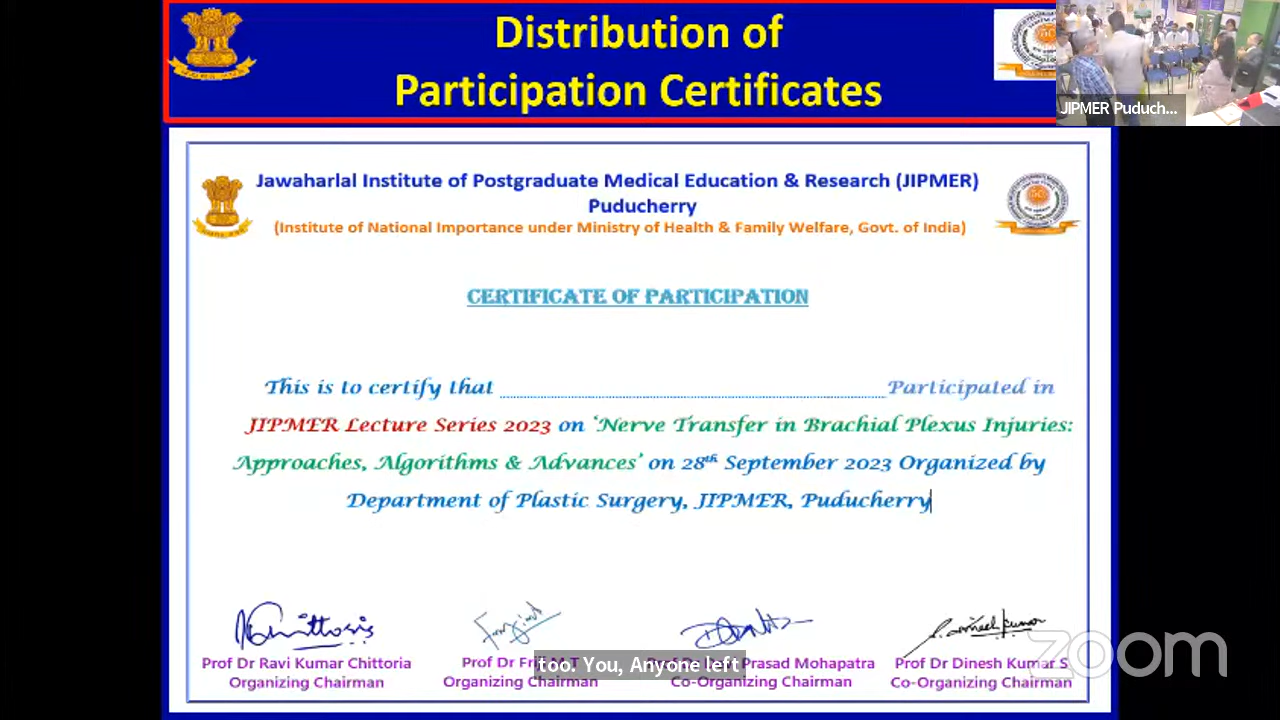 Distribution of
Participation Certificates
JIPMER Puduch...
Jawaharlal Institute of Postgraduate Medical Education & Research (JIPMER)
Puducherry
(Institute of National Importance under Ministry of Health & Family Welfare, Govt. of India)
CERTIFICATE OF PARTICIPATION
This is to certify that Participated in
JIPMER Lecture Series 2023 on ‘Nerve Transfer in Brachial Plexus Injuries:
Approaches, Algorithms & Advances’ on 28th September 2023 Organized by
Department of Plastic Surgery, JIPMER, Puducherry
Prof Dr Ravi Kumar Chittoria
Organizing Chairman
Prof Dr
Organizing Chairman
Prasad Mohapatra
Co-Organizing Chairman
Prof Dr Dinesh Kumar S
Co-Organizing Chairman
too. You, Anyone left
zoom